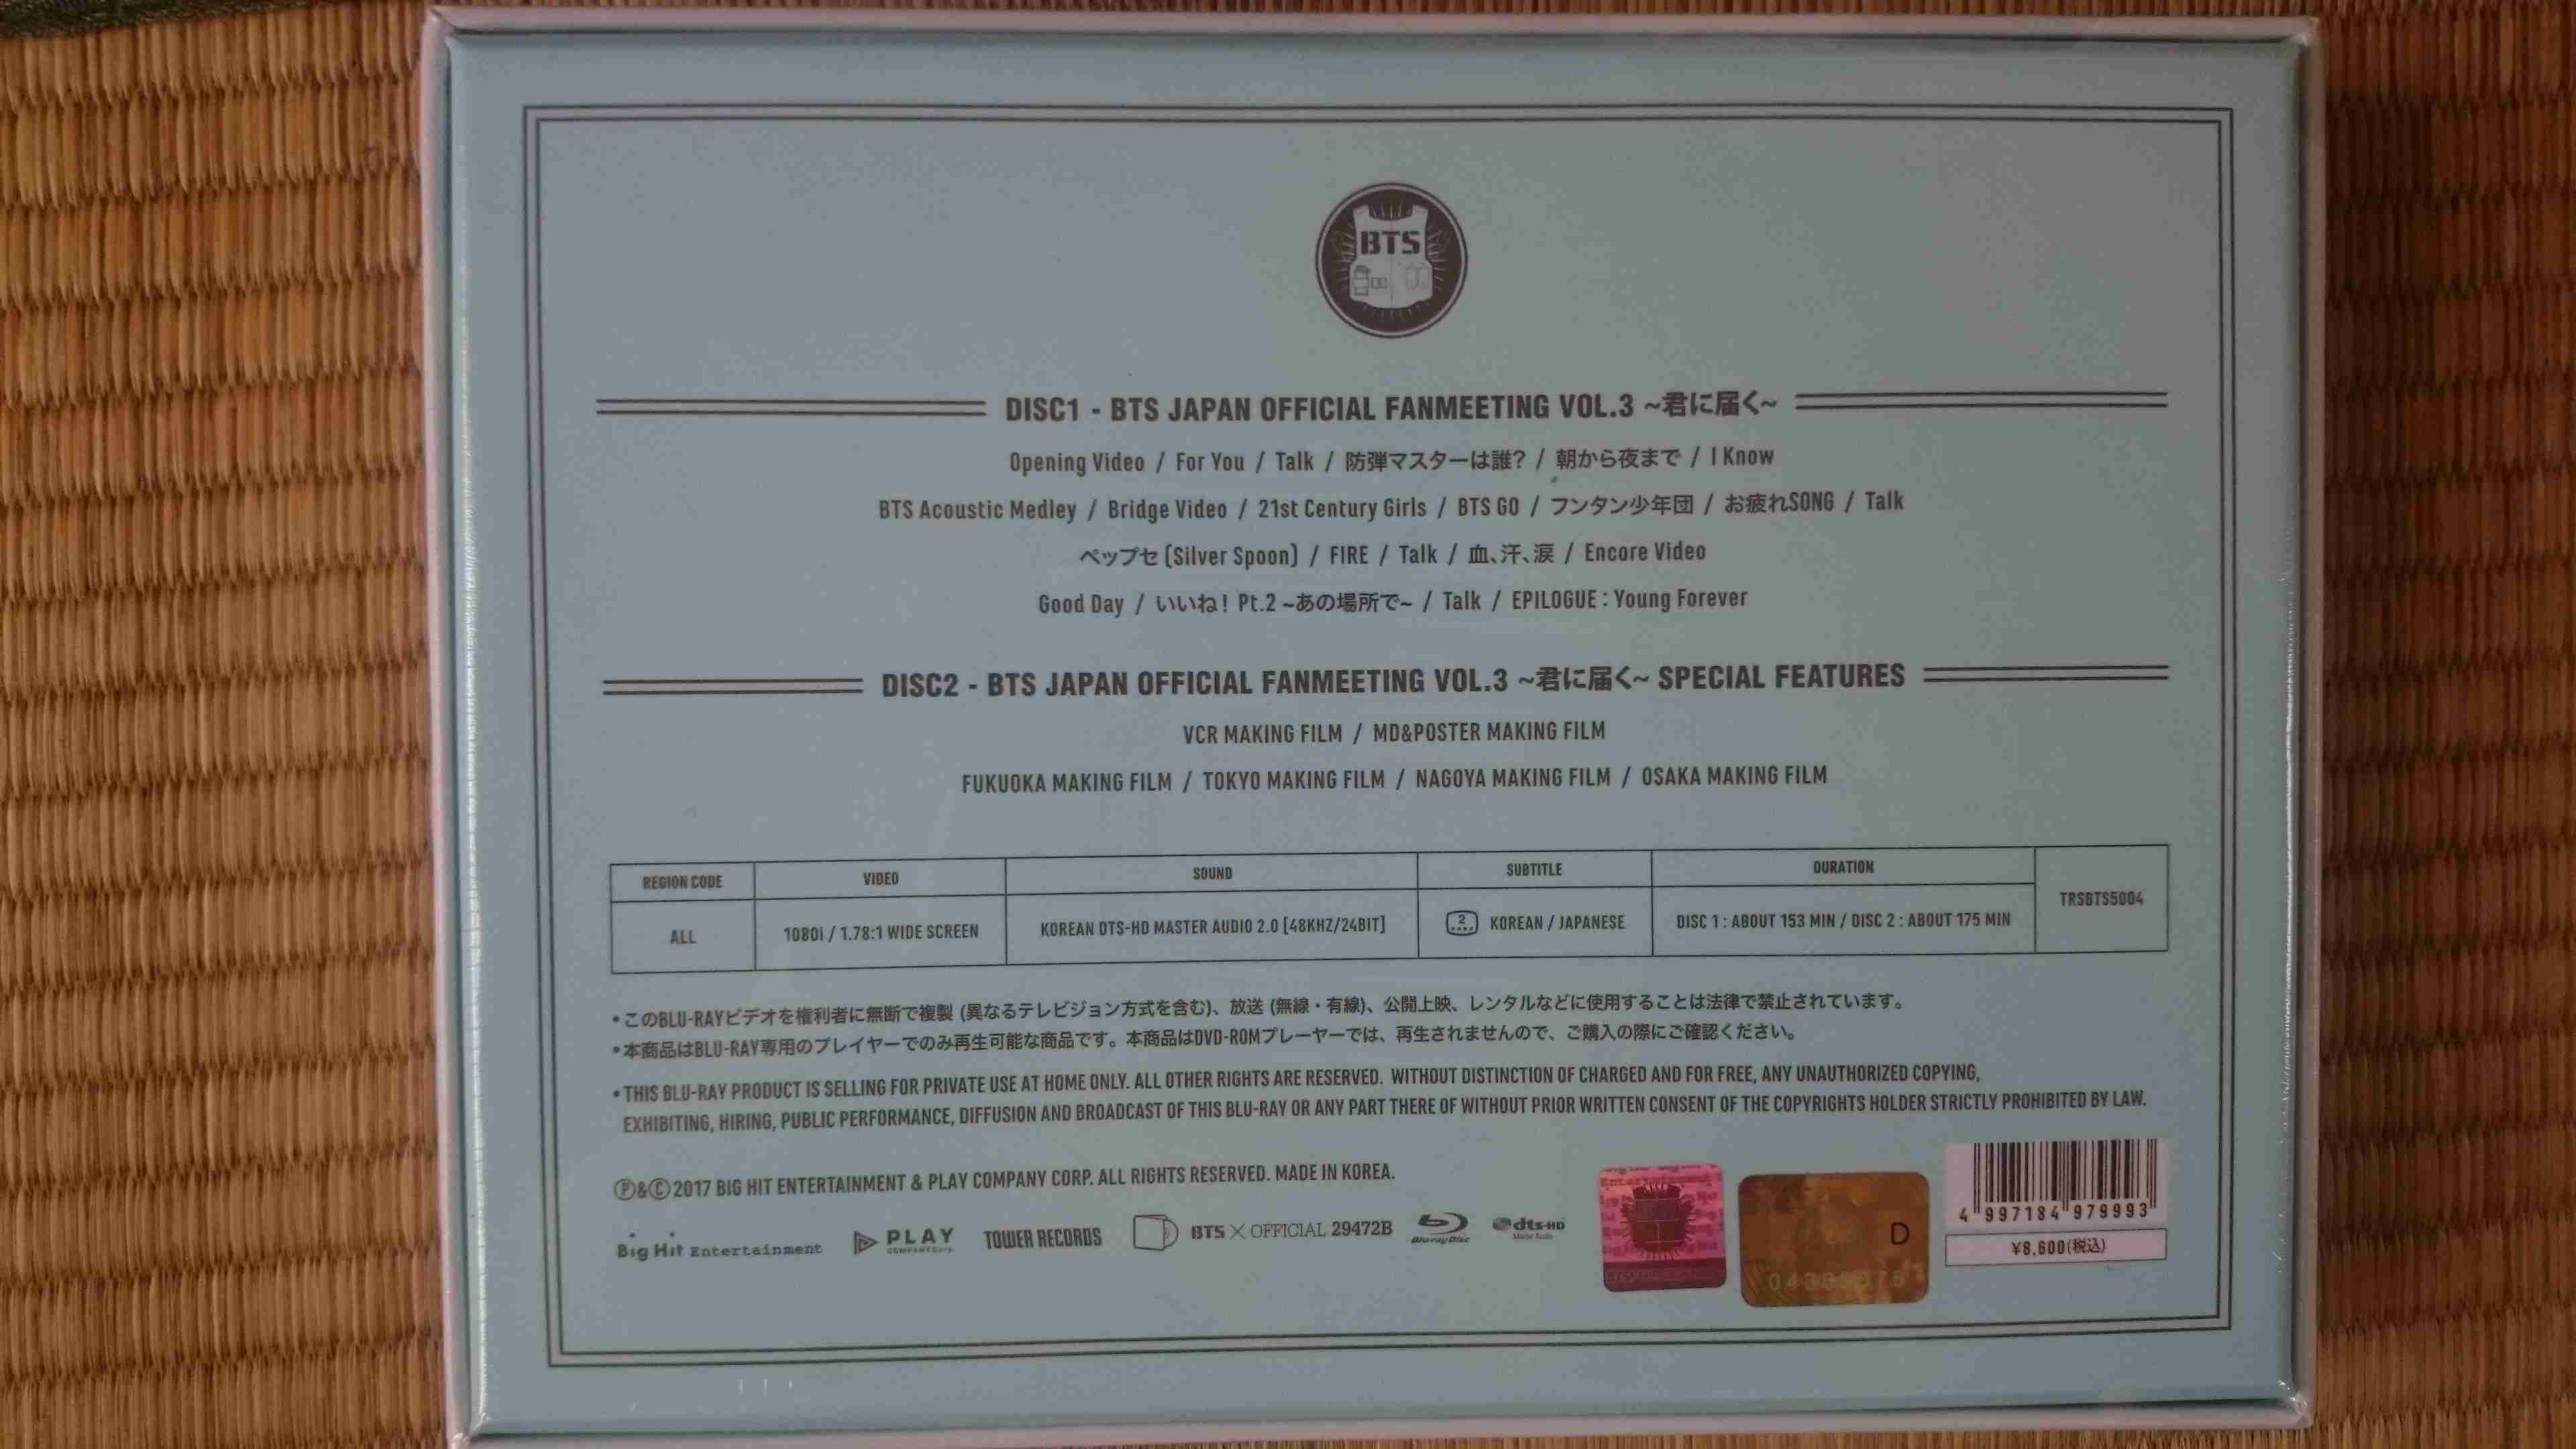 BTS
DISC1 - BTS JAPAN OFFICIAL FANMEETING VOL.3 ~君に届く~
Opening Video / For You / Talk / 防弾マスターは誰? / 朝から夜まで / I Know
BTS Acoustic Medley / Bridge Video / 21st Century Girls / BTS GO / フンタン少年団 / お疲れSONG / Talk
ペップセ (Silver Spoon) / FIRE / Talk / 血、汗、涙 / Encore Video
Good Day / いいね! Pt.2 ~あの場所で~ / Talk / EPILOGUE : Young Forever
DISC2 - BTS JAPAN OFFICIAL FANMEETING VOL.3 ~君に届く~ SPECIAL FEATURES
VCR MAKING FILM / MD&POSTER MAKING FILM
FUKUOKA MAKING FILM / TOKYO MAKING FILM / NAGOYA MAKING FILM / OSAKA MAKING FILM
REGION CODE VIDEO SOUND SUBTITLE DURATION
ALL 1080i / 1.78:1 WIDE SCREEN KOREAN DTS-HD MASTER AUDIO 2.0 [48KHZ/24BIT] 2 KOREAN / JAPANESE DISC 1 : ABOUT 153 MIN / DISC 2 : ABOUT 175 MIN TRSBTS5004
•このBLU-RAYビデオを権利者に無断で複製 (異なるテレビジョン方式を含む)、放送 (無線・有線)、公開上映、レンタルなどに使用することは法律で禁止されています。
•本商品はBLU-RAY専用のプレイヤーでのみ再生可能な商品です。本商品はDVD-ROMプレーヤーでは、再生されませんので、ご購入の際にご確認ください。
•THIS BLU-RAY PRODUCT IS SELLING FOR PRIVATE USE AT HOME ONLY. ALL OTHER RIGHTS ARE RESERVED. WITHOUT DISTINCTION OF CHARGED AND FOR FREE, ANY UNAUTHORIZED COPYING,
EXHIBITING, HIRING, PUBLIC PERFORMANCE, DIFFUSION AND BROADCAST OF THIS BLU-RAY OR ANY PART THERE OF WITHOUT PRIOR WRITTEN CONSENT OF THE COPYRIGHTS HOLDER STRICTLY PROHIBITED BY LAW.
Ⓟ&Ⓒ 2017 BIG HIT ENTERTAINMENT & PLAY COMPANY CORP. ALL RIGHTS RESERVED. MADE IN KOREA.
Big Hit Entertainment PLAY COMPANY Corp. TOWER RECORDS BTS X OFFICIAL 29472B Blu-ray Disc dts-HD Master Audio
D
4 997184 979993
¥8,600(税込)